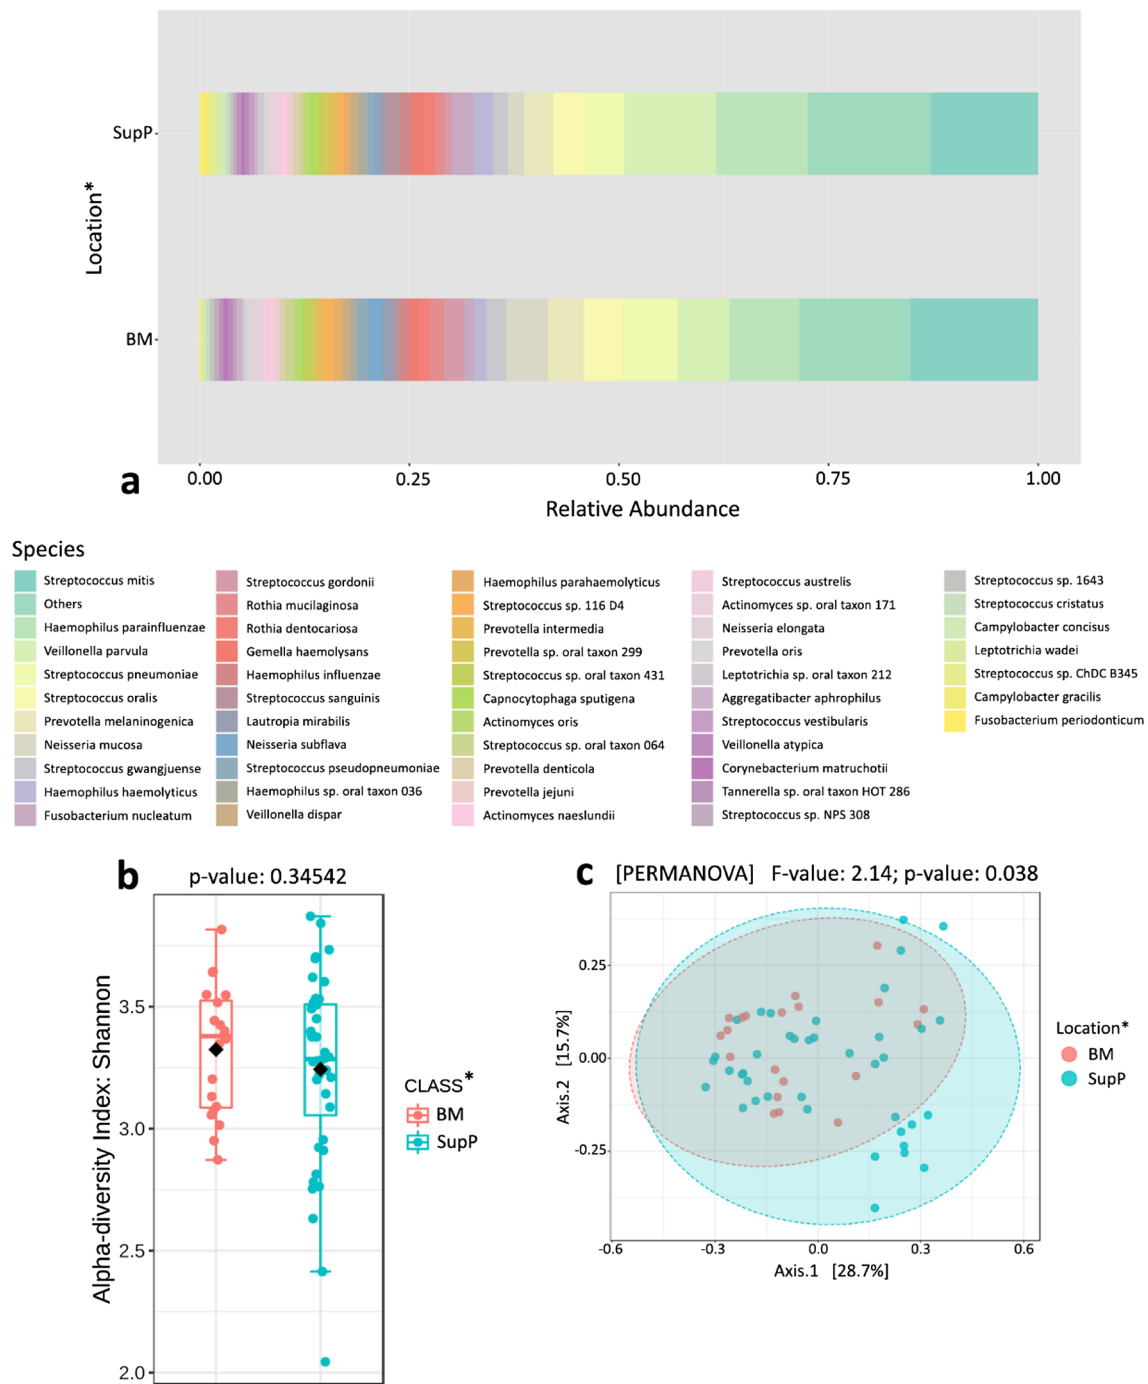 SupP
BM
Location*
0.00 0.25 0.50 0.75 1.00
a
Relative Abundance
Species
Streptococcus mitis
Others
Haemophilus parainfluenzae
Veillonella parvula
Streptococcus pneumoniae
Streptococcus oralis
Prevotella melaninogenica
Neisseria mucosa
Streptococcus gwangjuense
Haemophilus haemolyticus
Fusobacterium nucleatum
Streptococcus gordonii
Rothia mucilaginosa
Rothia dentocariosa
Gemella haemolysans
Haemophilus influenzae
Streptococcus sanguinis
Lautropia mirabilis
Neisseria subflava
Streptococcus pseudopneumoniae
Haemophilus sp. oral taxon 036
Veillonella dispar
Haemophilus parahaemolyticus
Streptococcus sp. 116 D4
Prevotella intermedia
Prevotella sp. oral taxon 299
Streptococcus sp. oral taxon 431
Capnocytophaga sputigena
Actinomyces oris
Streptococcus sp. oral taxon 064
Prevotella denticola
Prevotella jejuni
Actinomyces naeslundii
Streptococcus australis
Actinomyces sp. oral taxon 171
Neisseria elongata
Prevotella oris
Leptotrichia sp. oral taxon 212
Aggregatibacter aphrophilus
Streptococcus vestibularis
Veillonella atypica
Corynebacterium matruchotii
Tannerella sp. oral taxon HOT 286
Streptococcus sp. NPS 308
Streptococcus sp. 1643
Streptococcus cristatus
Campylobacter concisus
Leptotrichia wadei
Streptococcus sp. ChDC B345
Campylobacter gracilis
Fusobacterium periodonticum
b
p-value: 0.34542
Alpha-diversity Index: Shannon
3.5
3.0
2.5
2.0
CLASS*
BM
SupP
c
[PERMANOVA] F-value: 2.14; p-value: 0.038
Axis.2 [15.7%]
0.25
0.00
-0.25
-0.6 -0.3 0.0 0.3 0.6
Axis.1 [28.7%]
Location*
BM
SupP